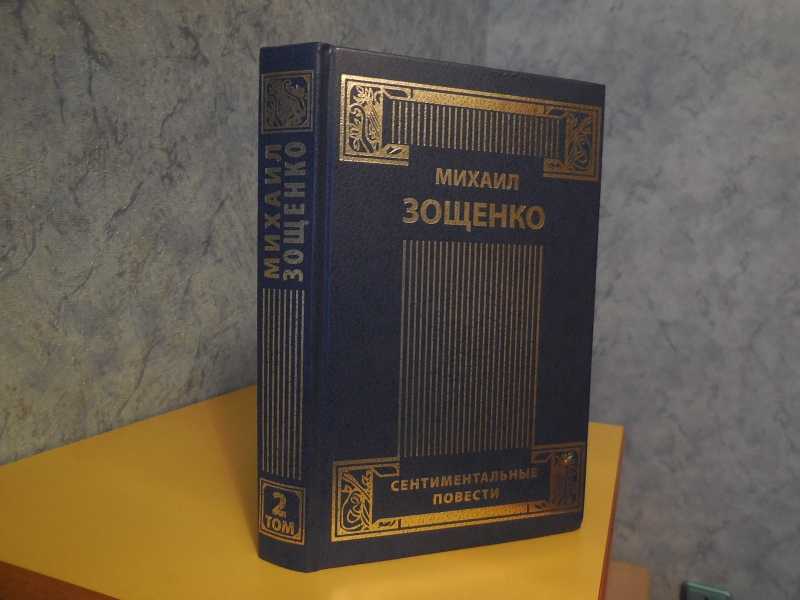 МИХАИЛ
ЗОЩЕНКО
2
ТОМ
МИХАИЛ
ЗОЩЕНКО
СЕНТИМЕНТАЛЬНЫЕ
ПОВЕСТИ